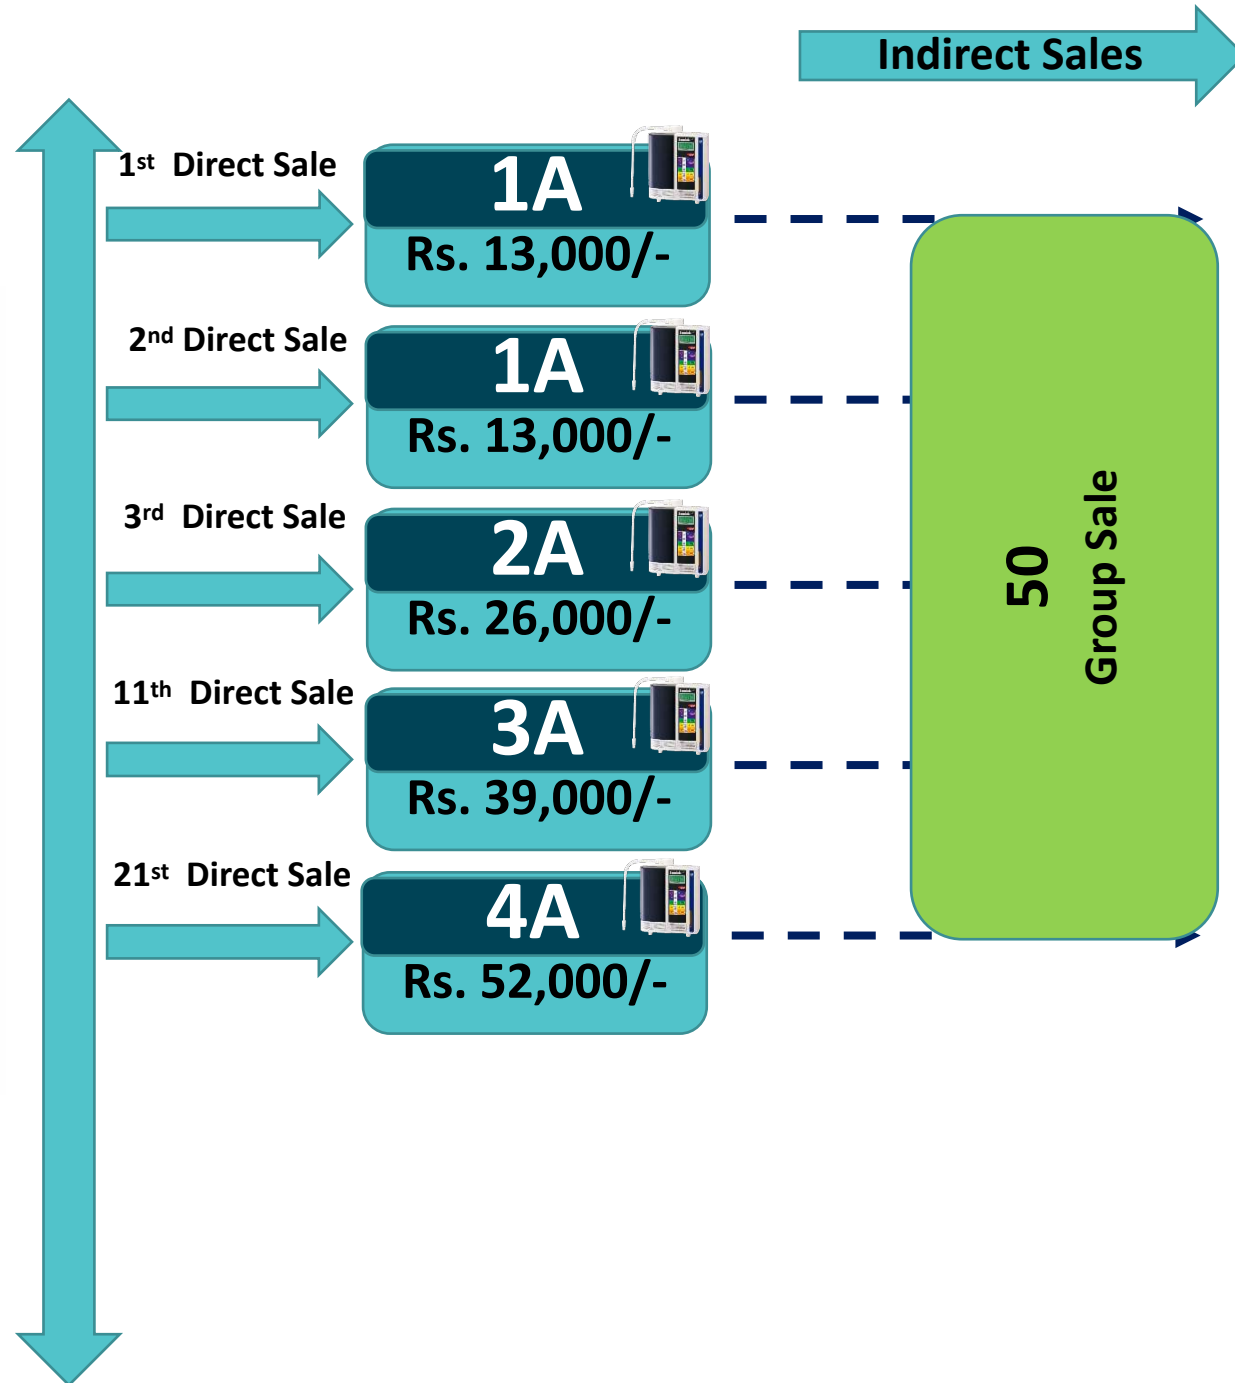 Indirect Sales
1st Direct Sale
1A
Rs. 13,000/-
2nd Direct Sale
1A
Rs. 13,000/-
3rd Direct Sale
2A
Rs. 26,000/-
11th Direct Sale
3A
Rs. 39,000/-
21st Direct Sale
4A
Rs. 52,000/-
50
Group Sale